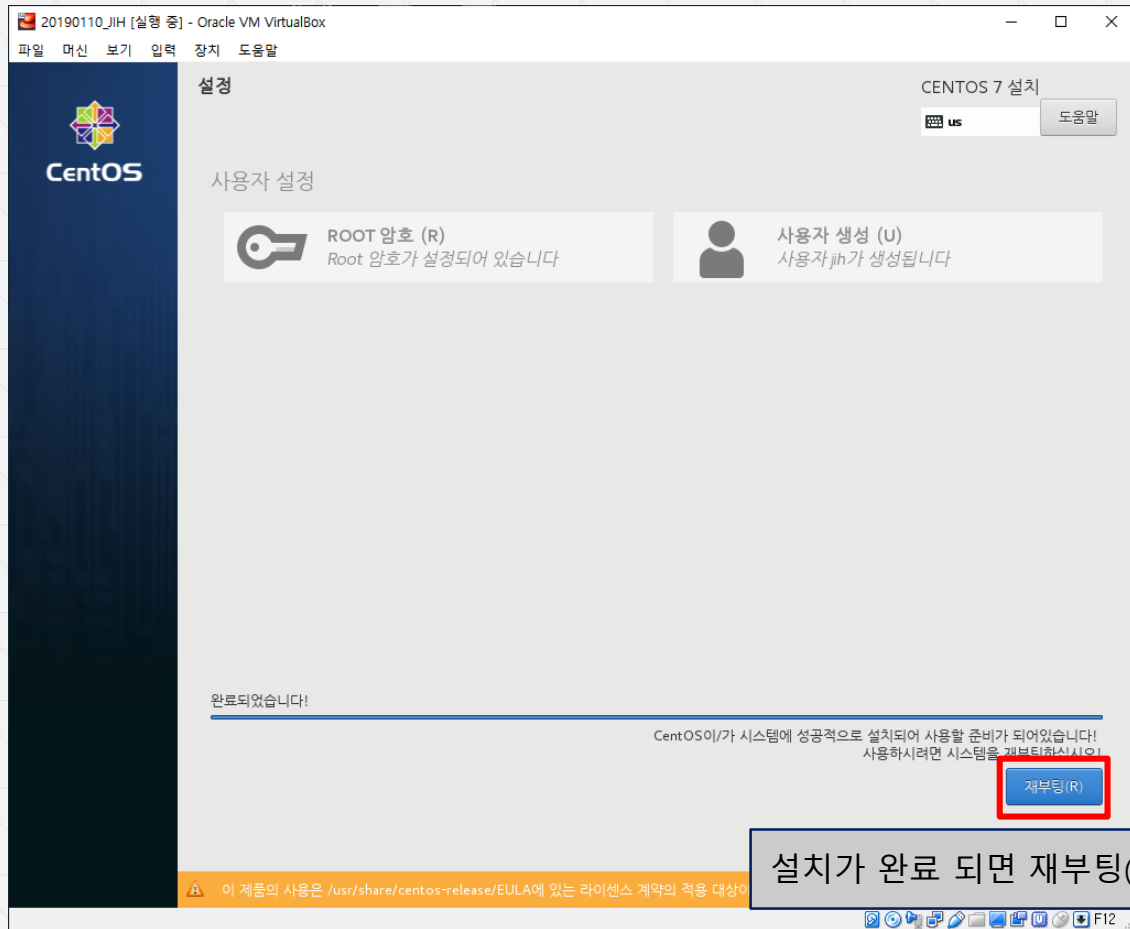 20190110_JIH [실행 중] - Oracle VM VirtualBox
파일 머신 보기 입력 장치 도움말
설정
CENTOS 7 설치
us
도움말
CentOS
사용자 설정
ROOT 암호 (R)
Root 암호가 설정되어 있습니다
사용자 생성 (U)
사용자 jih가 생성됩니다
완료되었습니다!
CentOS이/가 시스템에 성공적으로 설치되어 사용할 준비가 되어있습니다!
사용하시려면 시스템을 재부팅하십시오!
재부팅(R)
설치가 완료 되면 재부팅(
이 제품의 사용은 /usr/share/centos-release/EULA에 있는 라이센스 계약의 적용 대상이
F12